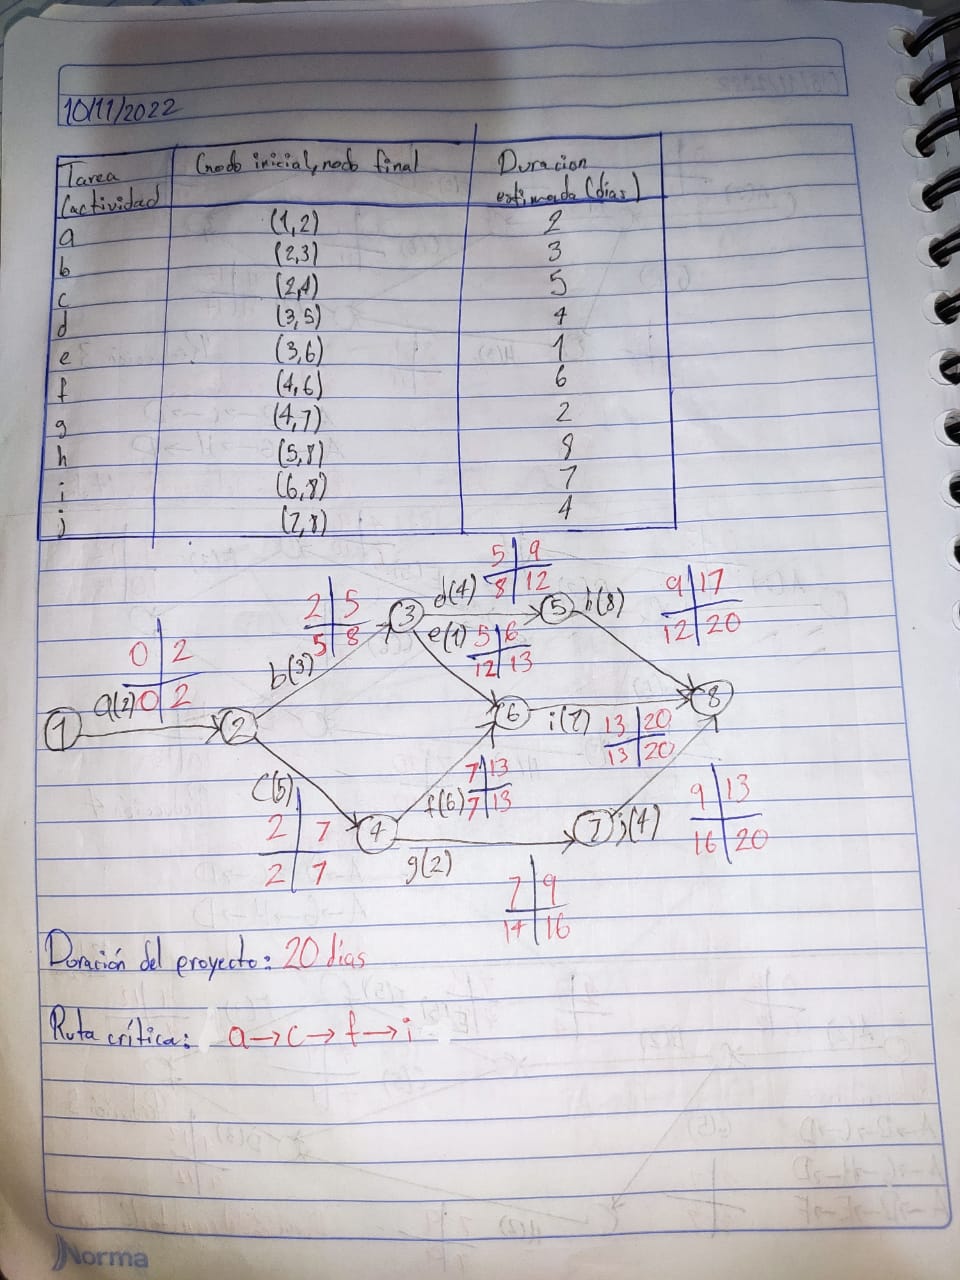 10/11/2022
Tarea (actividad (nodo inicial, nodo final Duracion estimada (días)
a (1,2) 2
b (2,3) 3
c (2,4) 5
d (3,5) 4
e (3,6) 1
f (4,6) 6
g (4,7) 2
h (5,8) 8
i (6,8) 7
j (7,8) 4
5 9
8 12
d(4)
5
h(8)
9 17
12 20
2 5
5 8
3
e(1)
5 6
12 13
0 2
0 2
b(3)
a(2)
1
2
6
i(7)
13 20
13 20
8
c(5)
2 7
2 7
4
f(6)
7 13
7 13
g(2)
7
j(4)
9 13
16 20
7 9
14 16
Duración del proyecto: 20 días
Ruta crítica: a→c→f→i
Norma